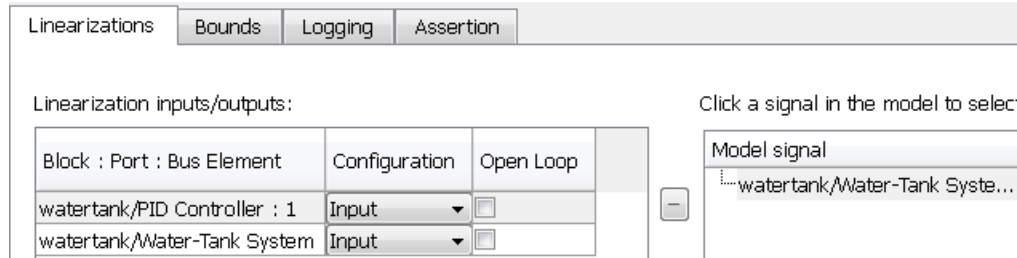 Linearizations Bounds Logging Assertion
Linearization inputs/outputs: Click a signal in the model to select
Block : Port : Bus Element Configuration Open Loop Model signal
watertank/Water-Tank Syste...
watertank/PID Controller : 1 Input
watertank/Water-Tank System Input